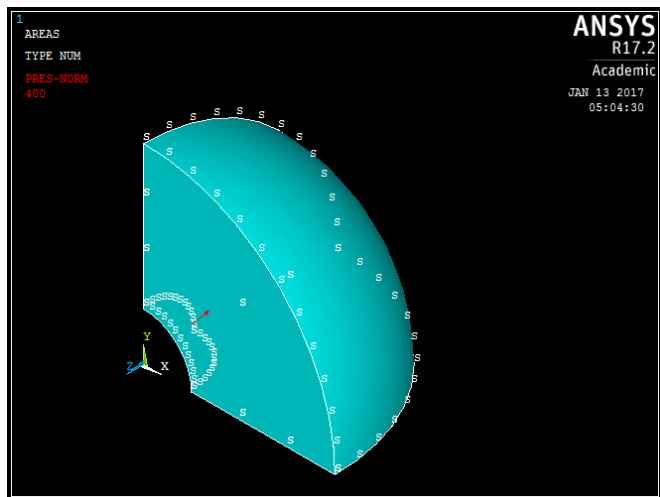 1
AREAS
TYPE NUM
PRES-NORM
400
ANSYS
R17.2
Academic
JAN 13 2017
05:04:30
Y
Z X